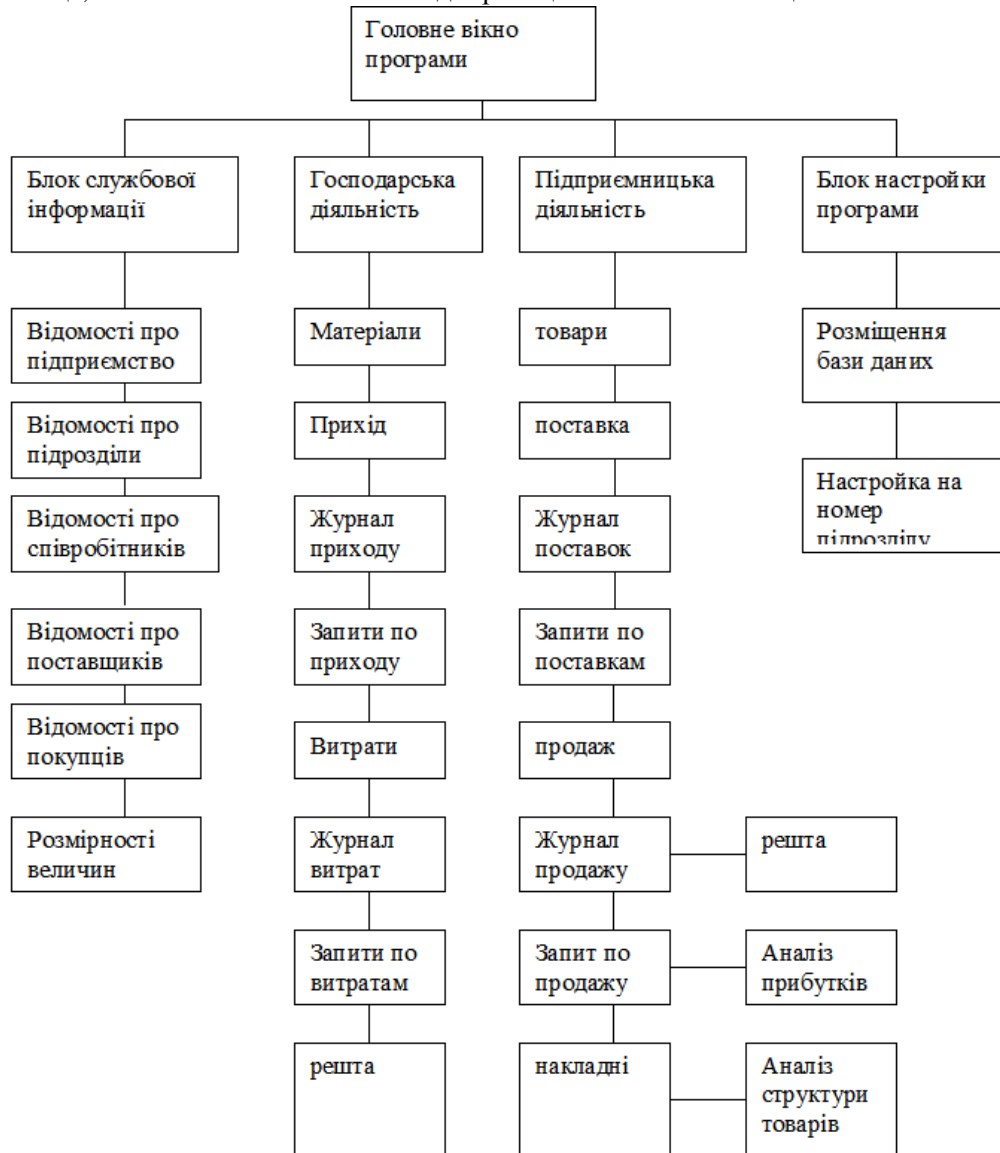 Головне вікно
програми
Блок службової
інформації
Господарська
діяльність
Підприємницька
діяльність
Блок настройки
програми
Відомості про
підприємство
Матеріали
товари
Розміщення
бази даних
Відомості про
підрозділи
Прихід
поставка
Настройка на
номер
підрозділу
Відомості про
співробітників
Журнал
приходу
Журнал
поставок
Відомості про
поставщиків
Запити по
приходу
Запити по
поставкам
Відомості про
покупців
Витрати
продаж
Розмірності
величин
Журнал
витрат
Журнал
продажу
решта
Запити по
витратам
Запит по
продажу
Аналіз
прибутків
решта
накладні
Аналіз
структури
товарів